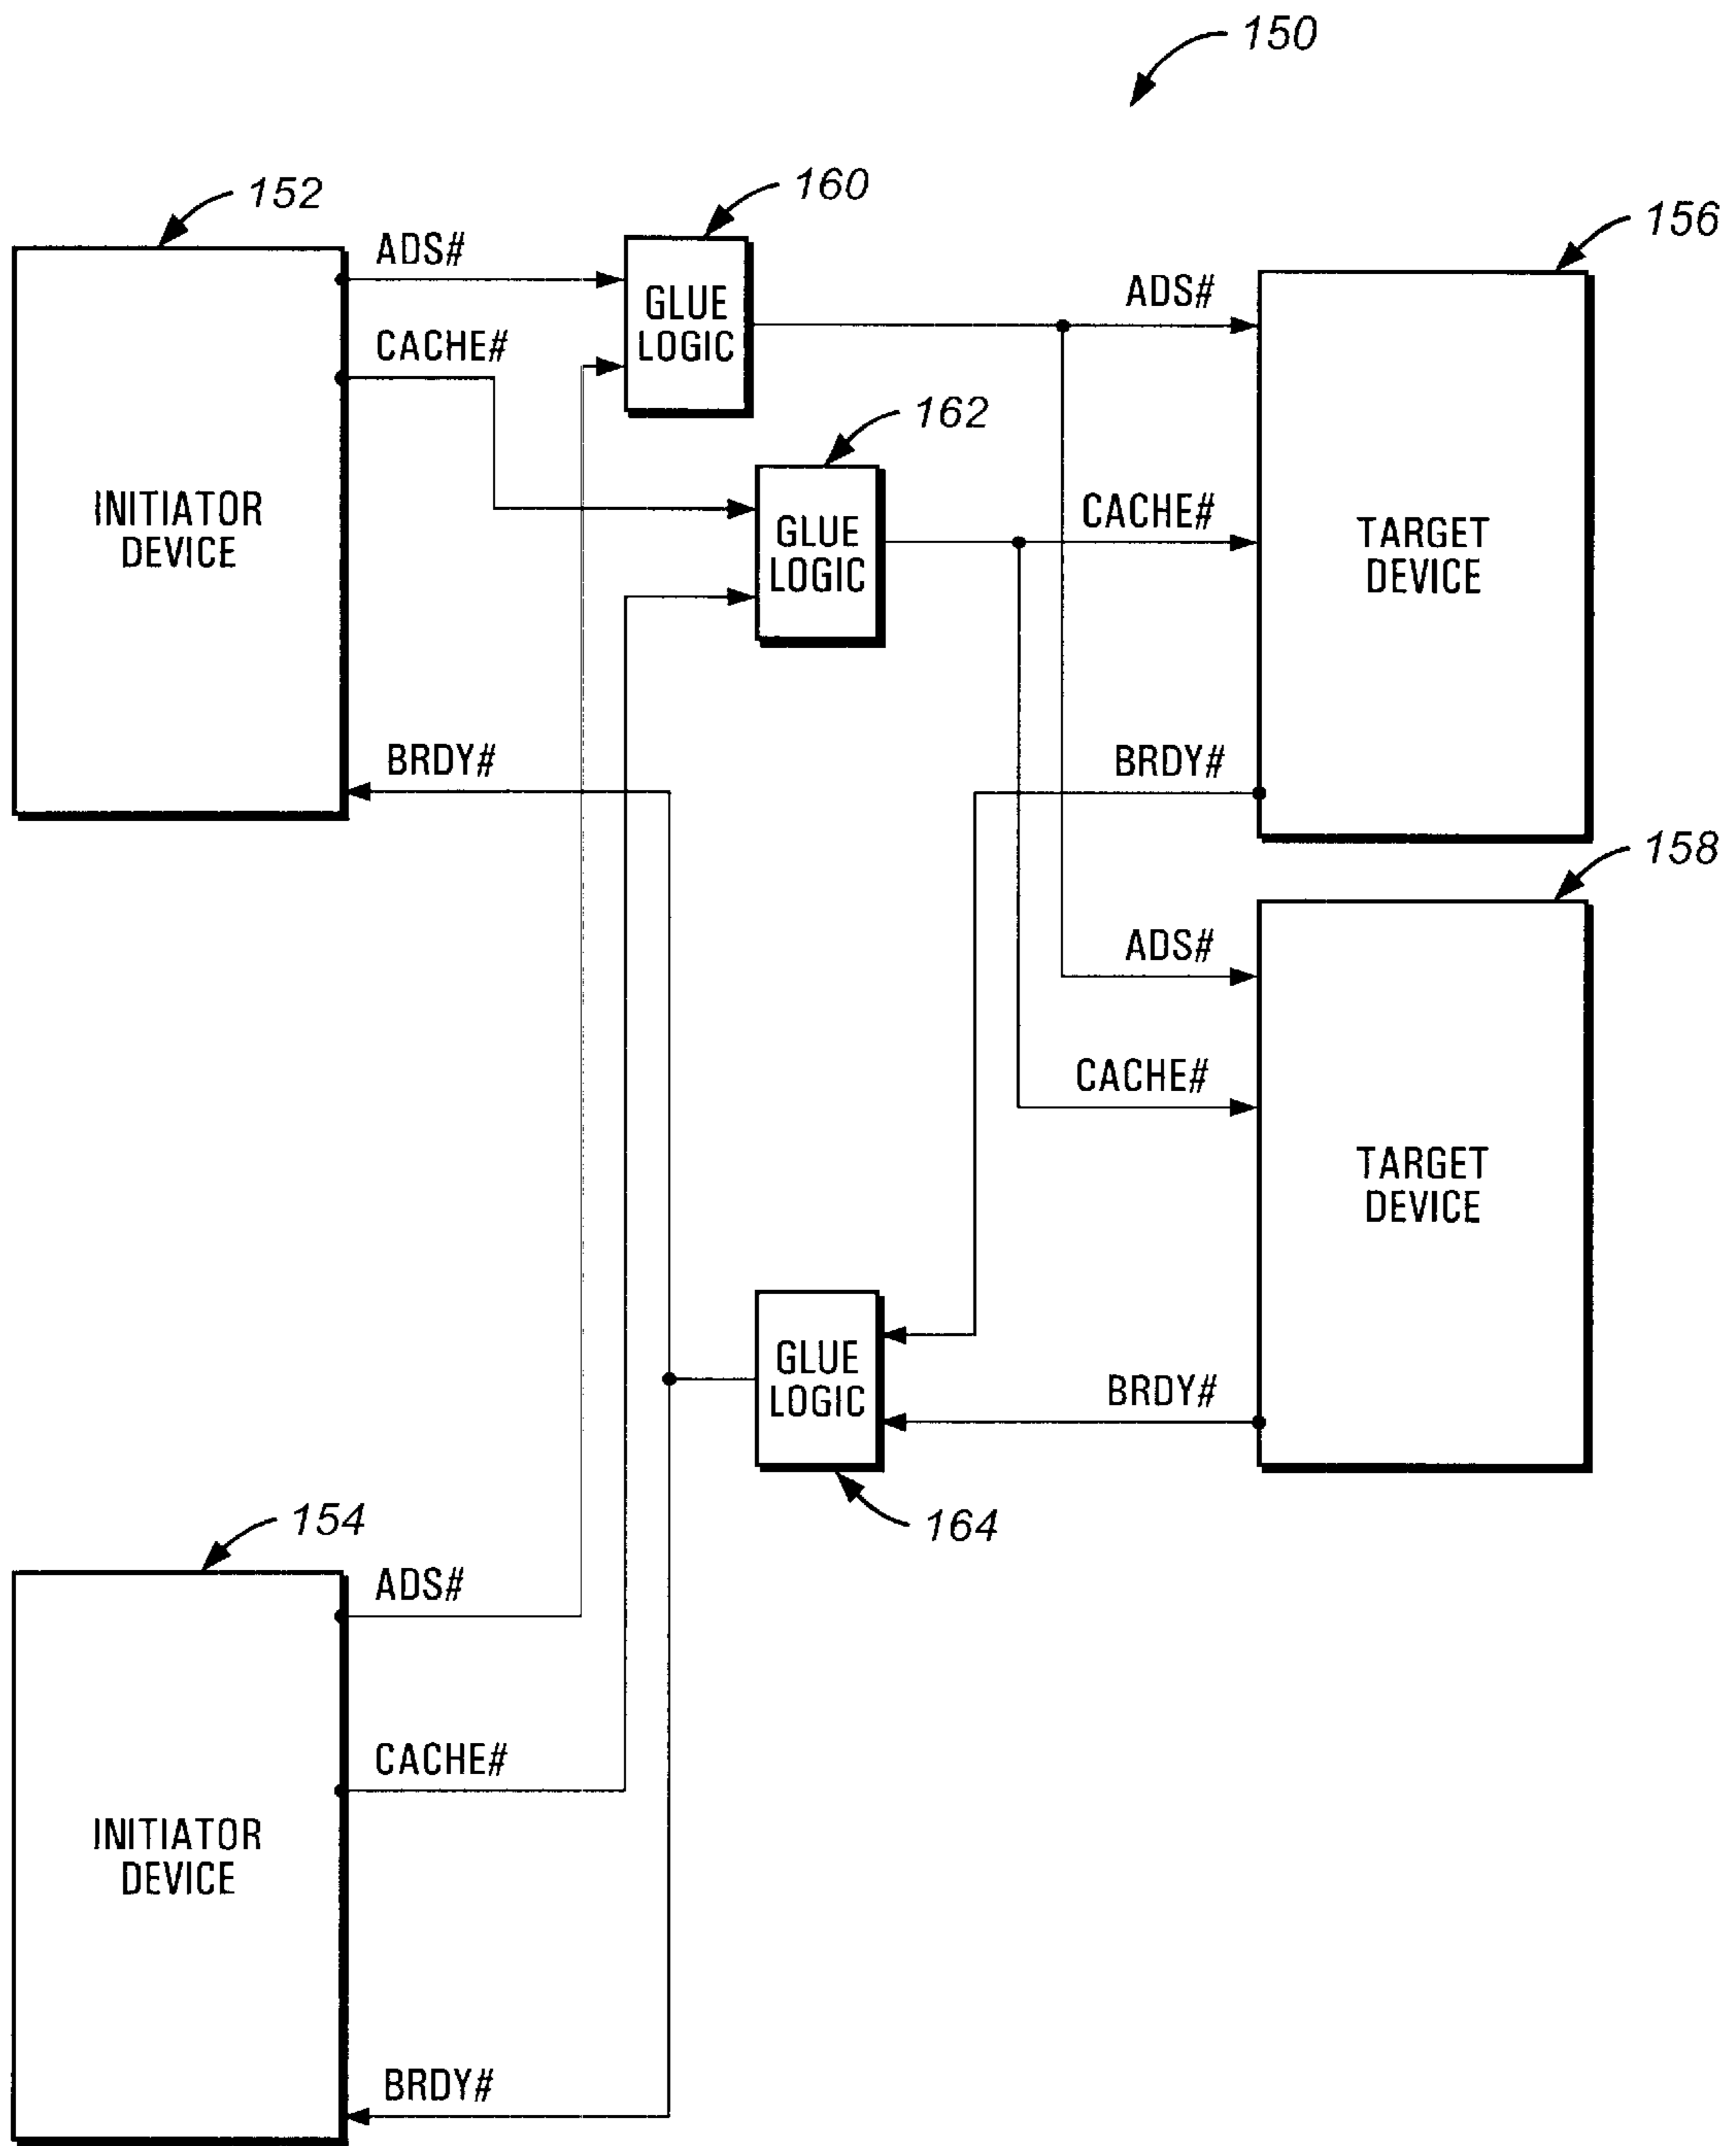 150
152
160
156
ADS#
GLUE
LOGIC
ADS#
CACHE#
162
INITIATOR
DEVICE
GLUE
LOGIC
CACHE#
TARGET
DEVICE
BRDY#
BRDY#
158
ADS#
CACHE#
TARGET
DEVICE
GLUE
LOGIC
BRDY#
164
154
ADS#
CACHE#
INITIATOR
DEVICE
BRDY#